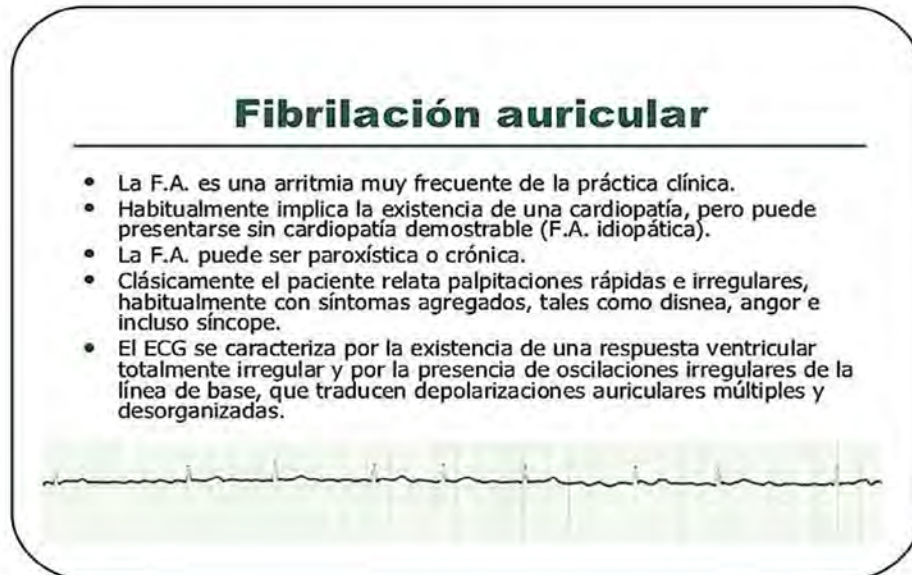 Fibrilación auricular
• La F.A. es una arritmia muy frecuente de la práctica clínica.
• Habitualmente implica la existencia de una cardiopatía, pero puede
presentarse sin cardiopatía demostrable (F.A. idiopática).
• La F.A. puede ser paroxística o crónica.
• Clásicamente el paciente relata palpitaciones rápidas e irregulares,
habitualmente con síntomas agregados, tales como disnea, angor e
incluso síncope.
• El ECG se caracteriza por la existencia de una respuesta ventricular
totalmente irregular y por la presencia de oscilaciones irregulares de la
línea de base, que traducen depolarizaciones auriculares múltiples y
desorganizadas.